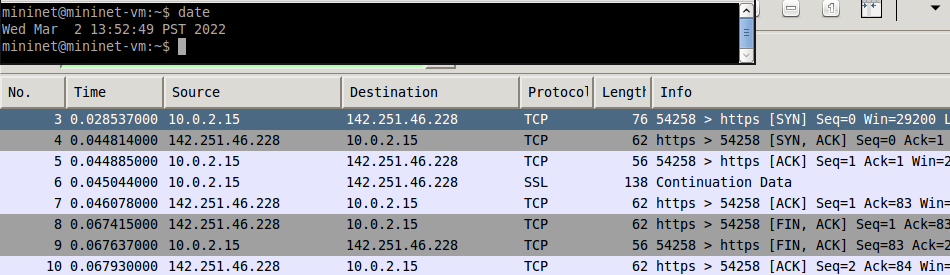 mininet@mininet-vm:~$ date
Wed Mar  2 13:52:49 PST 2022
mininet@mininet-vm:~$
No. Time Source Destination Protocol Length Info
3 0.028537000 10.0.2.15 142.251.46.228 TCP 76 54258 > https [SYN] Seq=0 Win=29200 L
4 0.044814000 142.251.46.228 10.0.2.15 TCP 62 https > 54258 [SYN, ACK] Seq=0 Ack=1
5 0.044885000 10.0.2.15 142.251.46.228 TCP 56 54258 > https [ACK] Seq=1 Ack=1 Win=2
6 0.045044000 10.0.2.15 142.251.46.228 SSL 138 Continuation Data
7 0.046078000 142.251.46.228 10.0.2.15 TCP 62 https > 54258 [ACK] Seq=1 Ack=83 Win=
8 0.067415000 142.251.46.228 10.0.2.15 TCP 62 https > 54258 [FIN, ACK] Seq=1 Ack=83
9 0.067637000 10.0.2.15 142.251.46.228 TCP 56 54258 > https [FIN, ACK] Seq=83 Ack=2
10 0.067930000 142.251.46.228 10.0.2.15 TCP 62 https > 54258 [ACK] Seq=2 Ack=84 Win=